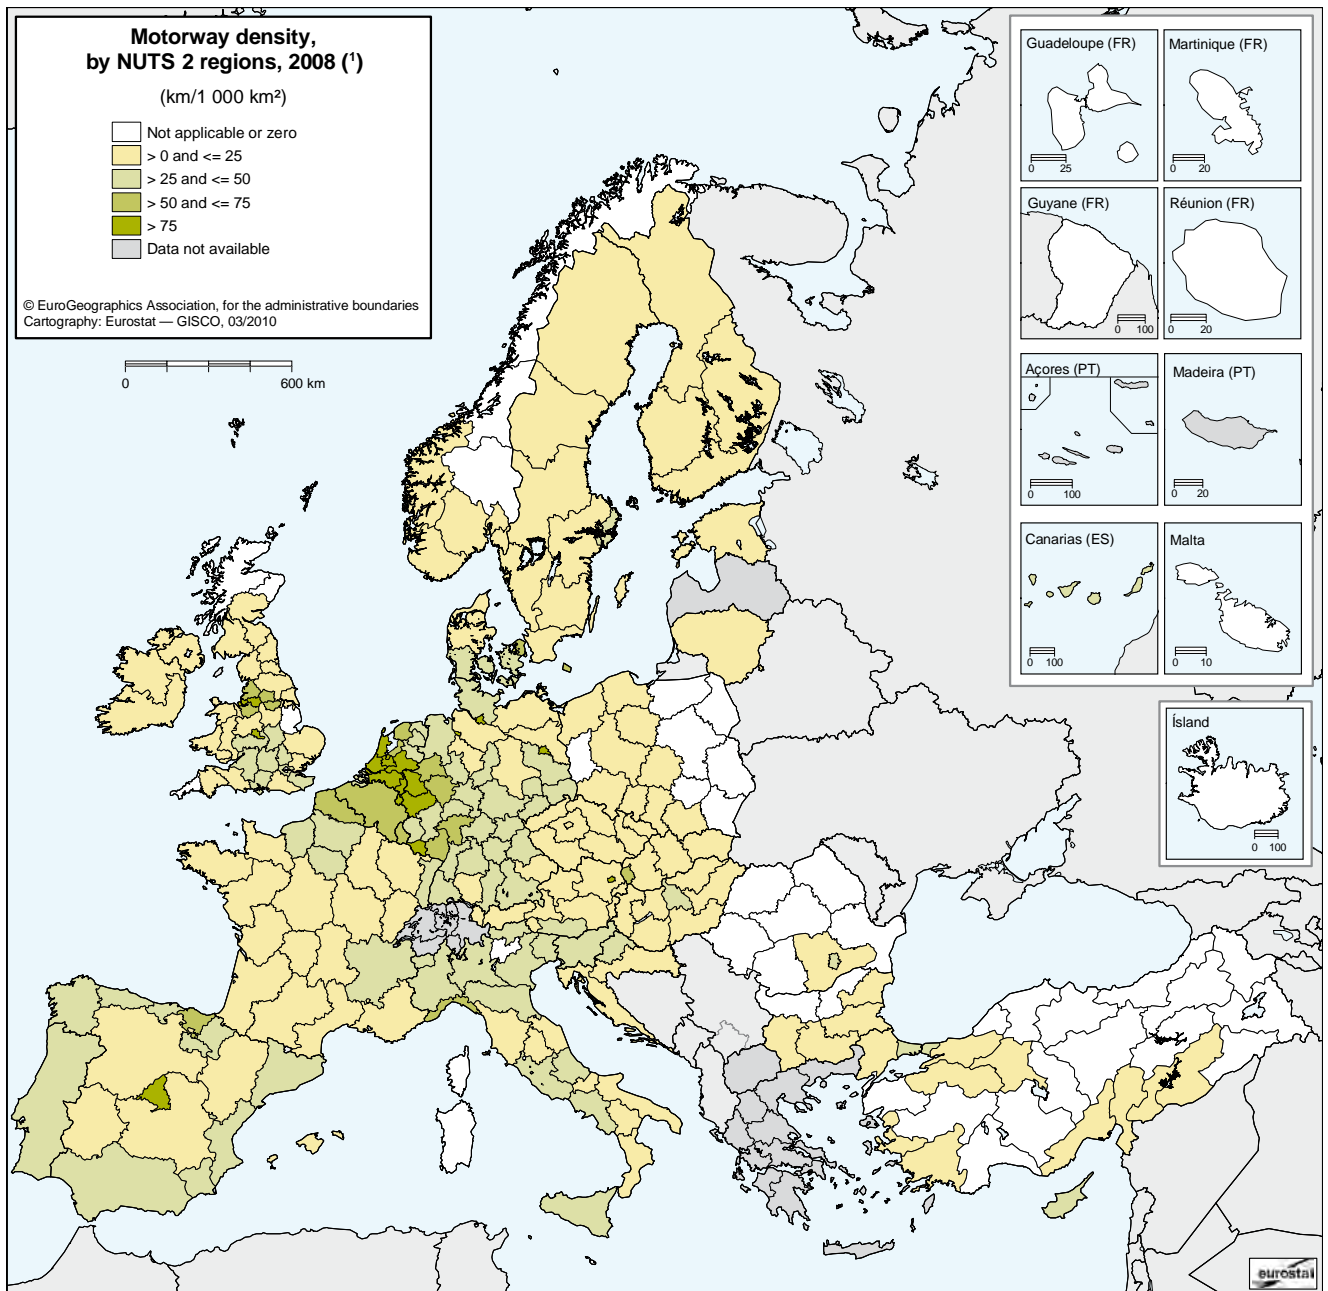 Motorway density,
by NUTS 2 regions, 2008 (¹)
(km/1 000 km²)
Not applicable or zero
> 0 and <= 25
> 25 and <= 50
> 50 and <= 75
> 75
Data not available
© EuroGeographics Association, for the administrative boundaries
Cartography: Eurostat — GISCO, 03/2010
0 600 km
Guadeloupe (FR)
0 25
Martinique (FR)
0 20
Guyane (FR)
0 100
Réunion (FR)
0 20
Açores (PT)
0 100
Madeira (PT)
0 20
Canarias (ES)
0 100
Malta
0 10
Ísland
0 100
eurostat